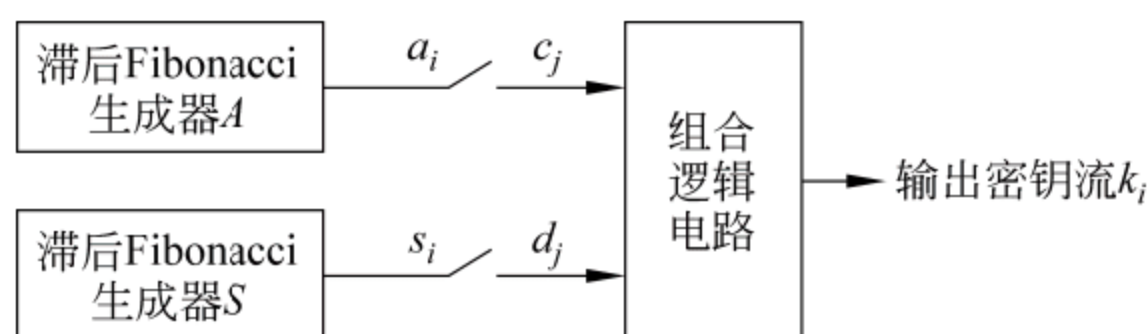 滞后Fibonacci
生成器A
a_i
c_j
滞后Fibonacci
生成器S
s_i
d_j
组合
逻辑
电路
输出密钥流k_i